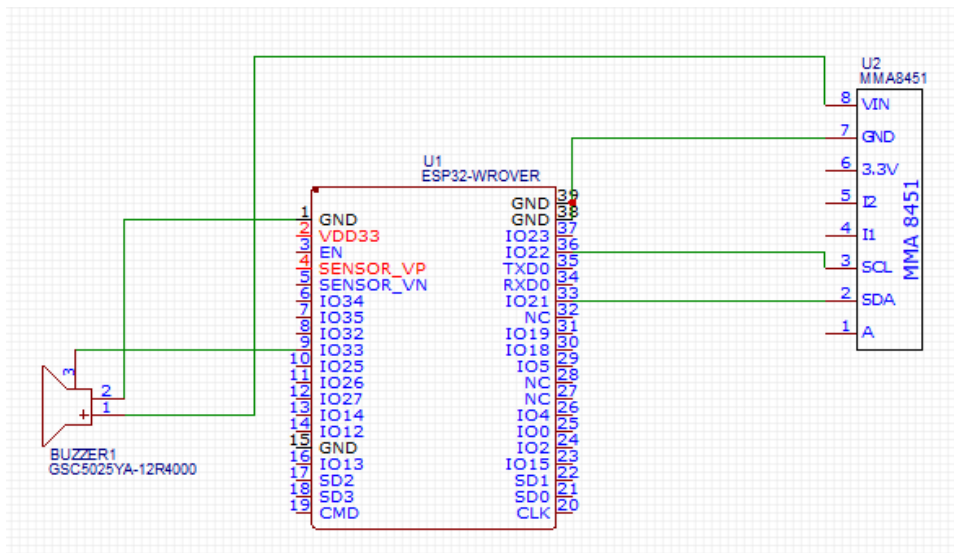 U2
MMA8451
8 VIN
7 GND
6 3.3V
5 I2
4 I1
3 SCL
2 SDA
1 A
MMA 8451
U1
ESP32-WROVER
1 GND
2 VDD33
3 EN
4 SENSOR_VP
5 SENSOR_VN
6 IO34
7 IO35
8 IO32
9 IO33
10 IO25
11 IO26
12 IO27
13 IO14
14 IO12
15 GND
16 IO13
17 SD2
18 SD3
19 CMD
GND 39
GND 38
IO23 37
IO22 36
TXD0 35
RXD0 34
IO21 33
NC 32
IO19 31
IO18 30
IO5 29
NC 28
NC 27
IO4 26
IO0 25
IO2 24
IO15 23
SD1 22
SD0 21
CLK 20
3
2
+ 1
BUZZER1
GSC5025YA-12R4000